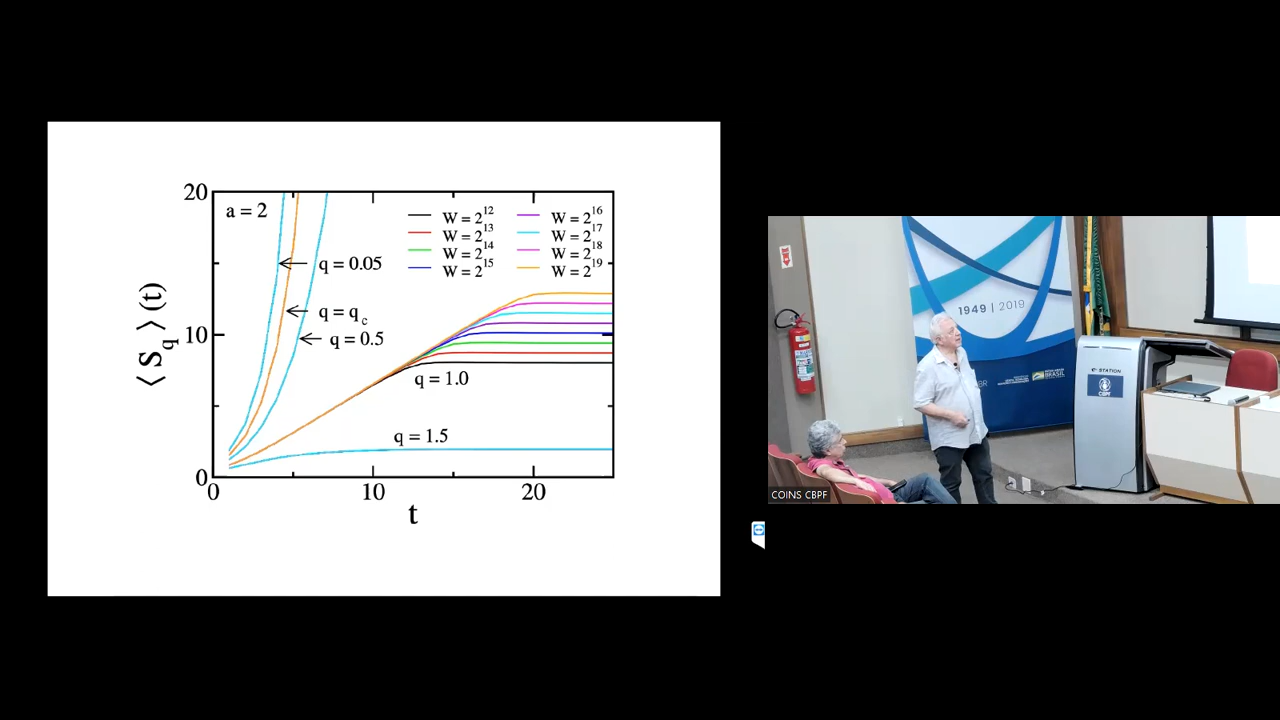 20
a = 2
W = 2^12
W = 2^13
W = 2^14
W = 2^15
W = 2^16
W = 2^17
W = 2^18
W = 2^19
q = 0.05
q = q_c
q = 0.5
10
q = 1.0
q = 1.5
0
0
10
20
t
⟨ S_q ⟩ (t)
1949 | 2019
BRASIL
e-STATION
CBPF
COINS CBPF